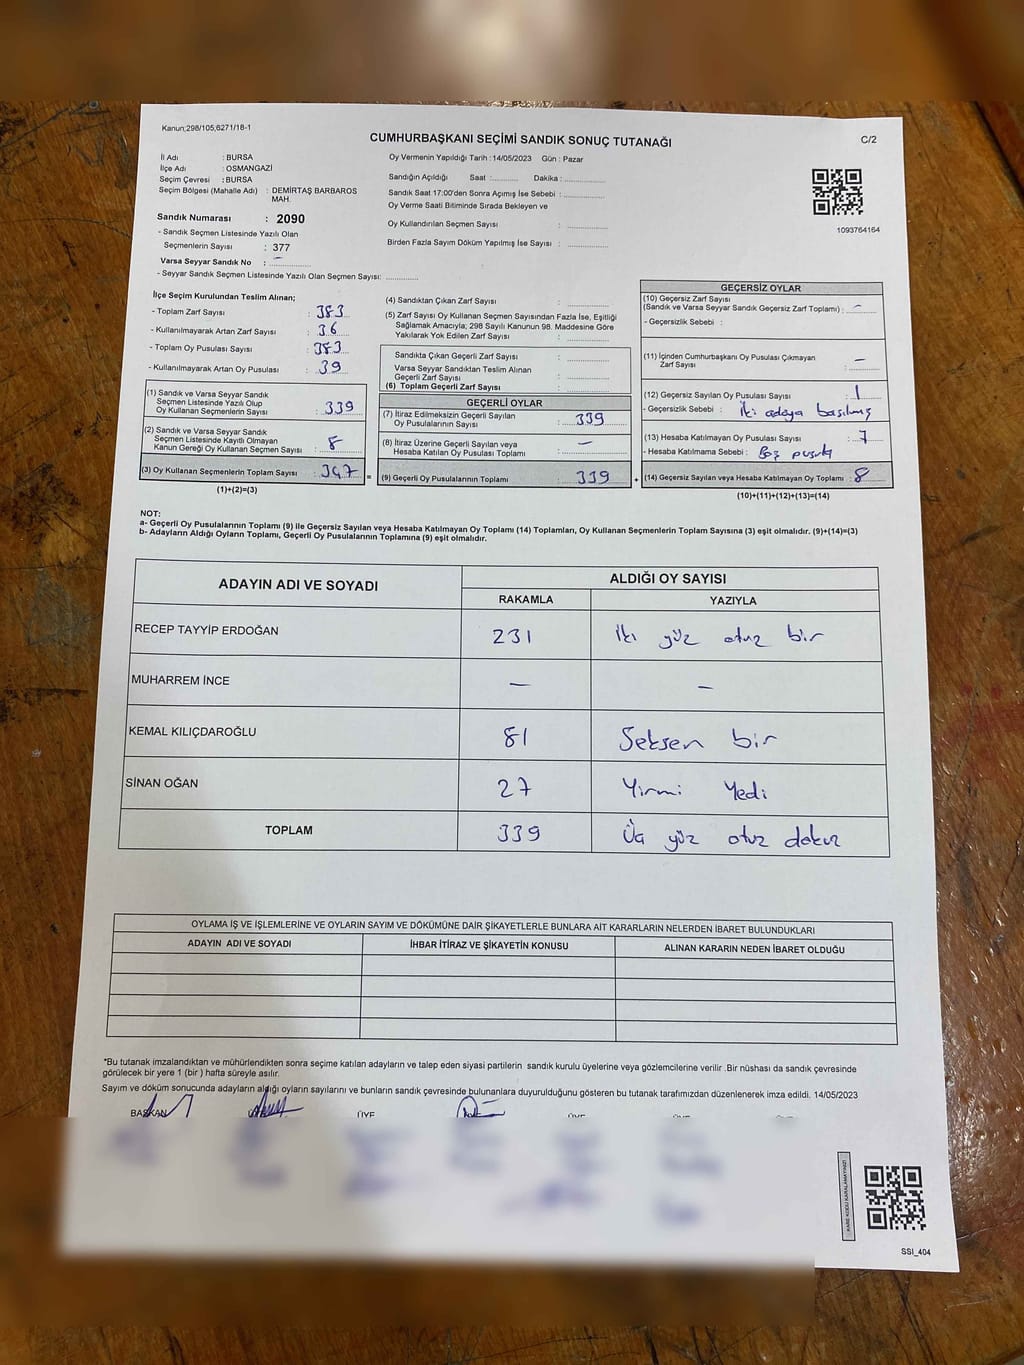 Kanun;298/105,6271/18-1
CUMHURBAŞKANI SEÇİMİ SANDIK SONUÇ TUTANAĞI
C/2
İl Adı : BURSA
İlçe Adı : OSMANGAZİ
Seçim Çevresi : BURSA
Seçim Bölgesi (Mahalle Adı) : DEMİRTAŞ BARBAROS
MAH.
Sandık Numarası : 2090
- Sandık Seçmen Listesinde Yazılı Olan
Seçmenlerin Sayısı : 377
Varsa Seyyar Sandık No : –
- Seyyar Sandık Seçmen Listesinde Yazılı Olan Seçmen Sayısı: ............
Oy Vermenin Yapıldığı Tarih : 14/05/2023 Gün : Pazar
Sandığın Açıldığı Saat :.......... Dakika : ..............
Sandık Saat 17:00'den Sonra Açımış İse Sebebi : ..............
Oy Verme Saati Bitiminde Sırada Bekleyen ve
Oy Kullandırılan Seçmen Sayısı : ..............
Birden Fazla Sayım Döküm Yapılmış İse Sayısı : ..............
1093764164
İlçe Seçim Kurulundan Teslim Alınan;
- Toplam Zarf Sayısı : 383
- Kullanılmayarak Artan Zarf Sayısı : 36
- Toplam Oy Pusulası Sayısı : 383
- Kullanılmayarak Artan Oy Pusulası : 39
(1) Sandık ve Varsa Seyyar Sandık
Seçmen Listesinde Yazılı Olup
Oy Kullanan Seçmenlerin Sayısı : 339
(2) Sandık ve Varsa Seyyar Sandık
Seçmen Listesinde Kayıtlı Olmayan
Kanun Gereği Oy Kullanan Seçmen Sayısı : 8
(3) Oy Kullanan Seçmenlerin Toplam Sayısı : 347
(1)+(2)=(3)
(4) Sandıktan Çıkan Zarf Sayısı : ..............
(5) Zarf Sayısı Oy Kullanan Seçmen Sayısından Fazla İse, Eşitliği
Sağlamak Amacıyla; 298 Sayılı Kanunun 98. Maddesine Göre
Yakılarak Yok Edilen Zarf Sayısı : ..............
Sandıkta Çıkan Geçerli Zarf Sayısı : ..............
Varsa Seyyar Sandıktan Teslim Alınan
Geçerli Zarf Sayısı : ..............
(6) Toplam Geçerli Zarf Sayısı : ..............
GEÇERLİ OYLAR
(7) İtiraz Edilmeksizin Geçerli Sayılan
Oy Pusulalarının Sayısı : 339
(8) İtiraz Üzerine Geçerli Sayılan veya
Hesaba Katılan Oy Pusulası Toplamı : –
= (9) Geçerli Oy Pusulalarının Toplamı : 339
GEÇERSİZ OYLAR
(10) Geçersiz Zarf Sayısı
(Sandık ve Varsa Seyyar Sandık Geçersiz Zarf Toplamı) : –
- Geçersizlik Sebebi :
(11) İçinden Cumhurbaşkanı Oy Pusulası Çıkmayan
Zarf Sayısı : –
(12) Geçersiz Sayılan Oy Pusulası Sayısı : 1
- Geçersizlik Sebebi : İki adaya basılmış
(13) Hesaba Katılmayan Oy Pusulası Sayısı : 7
- Hesaba Katılmama Sebebi : Boş pusula
+ (14) Geçersiz Sayılan veya Hesaba Katılmayan Oy Toplamı : 8
(10)+(11)+(12)+(13)=(14)
NOT:
a- Geçerli Oy Pusulalarının Toplamı (9) ile Geçersiz Sayılan veya Hesaba Katılmayan Oy Toplamı (14) Toplamları, Oy Kullanan Seçmenlerin Toplam Sayısına (3) eşit olmalıdır. (9)+(14)=(3)
b- Adayların Aldığı Oyların Toplamı, Geçerli Oy Pusulalarının Toplamına (9) eşit olmalıdır.
ADAYIN ADI VE SOYADI
ALDIĞI OY SAYISI
RAKAMLA YAZIYLA
RECEP TAYYİP ERDOĞAN 231 İki yüz otuz bir
MUHARREM İNCE – –
KEMAL KILIÇDAROĞLU 81 Seksen bir
SİNAN OĞAN 27 Yirmi Yedi
TOPLAM 339 Üç yüz otuz dokuz
OYLAMA İŞ VE İŞLEMLERİNE VE OYLARIN SAYIM VE DÖKÜMÜNE DAİR ŞİKAYETLERLE BUNLARA AİT KARARLARIN NELERDEN İBARET BULUNDUKLARI
ADAYIN ADI VE SOYADI İHBAR İTİRAZ VE ŞİKAYETİN KONUSU ALINAN KARARIN NEDEN İBARET OLDUĞU
*Bu tutanak imzalandıktan ve mühürlendikten sonra seçime katılan adayların ve talep eden siyasi partilerin sandık kurulu üyelerine veya gözlemcilerine verilir .Bir nüshası da sandık çevresinde
görülecek bir yere 1 (bir ) hafta süreyle asılır.
Sayım ve döküm sonucunda adayların aldığı oyların sayılarını ve bunların sandık çevresinde bulunanlara duyurulduğunu gösteren bu tutanak tarafımızdan düzenlenerek imza edildi. 14/05/2023
BAŞKAN ÜYE
SSİ_404